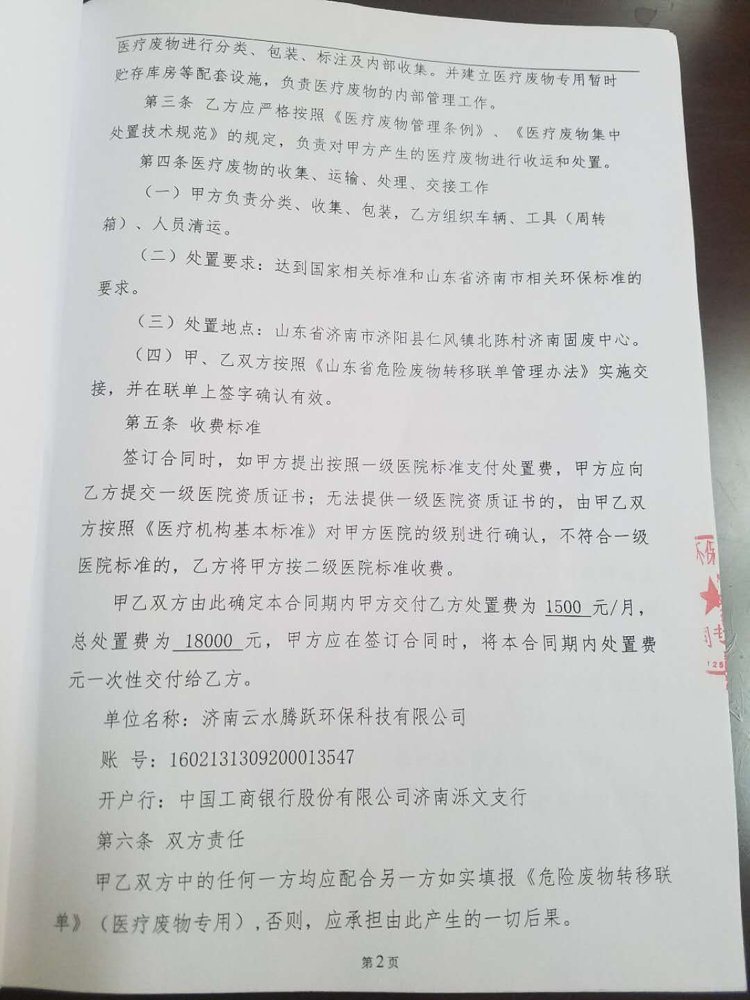 医疗废物进行分类、包装、标注及内部收集。并建立医疗废物专用暂时
贮存库房等配套设施，负责医疗废物的内部管理工作。
第三条 乙方应严格按照《医疗废物管理条例》、《医疗废物集中
处置技术规范》的规定，负责对甲方产生的医疗废物进行收运和处置。
第四条医疗废物的收集、运输、处理、交接工作
（一）甲方负责分类、收集、包装，乙方组织车辆、工具（周转
箱）、人员清运。
（二）处置要求：达到国家相关标准和山东省济南市相关环保标准的
要求。
（三）处置地点：山东省济南市济阳县仁风镇北陈村济南固废中心。
（四）甲、乙双方按照《山东省危险废物转移联单管理办法》实施交
接，并在联单上签字确认有效。
第五条 收费标准
签订合同时，如甲方提出按照一级医院标准支付处置费，甲方应向
乙方提交一级医院资质证书；无法提供一级医院资质证书的，由甲乙双
方按照《医疗机构基本标准》对甲方医院的级别进行确认，不符合一级
医院标准的，乙方将甲方按二级医院标准收费。
甲乙双方由此确定本合同期内甲方交付乙方处置费为 1500 元/月，
总处置费为 18000 元，甲方应在签订合同时，将本合同期内处置费
元一次性交付给乙方。
单位名称：济南云水腾跃环保科技有限公司
账 号：1602131309200013547
开户行：中国工商银行股份有限公司济南泺文支行
第六条 双方责任
甲乙双方中的任何一方均应配合另一方如实填报《危险废物转移联
单》（医疗废物专用）,否则，应承担由此产生的一切后果。
第2页